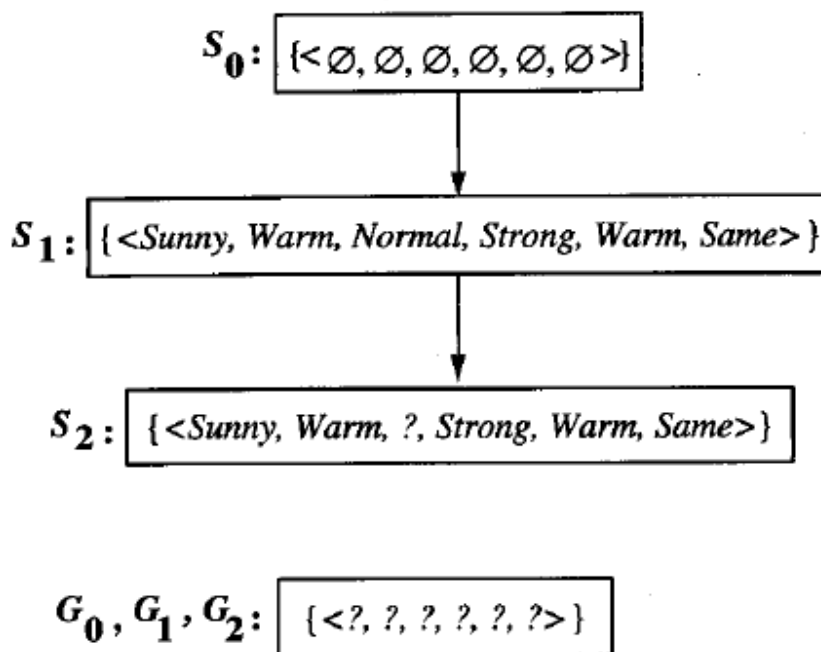 S0: {<∅, ∅, ∅, ∅, ∅, ∅>}
S1: {<Sunny, Warm, Normal, Strong, Warm, Same>}
S2: {<Sunny, Warm, ?, Strong, Warm, Same>}
G0, G1, G2: {<?, ?, ?, ?, ?, ?>}